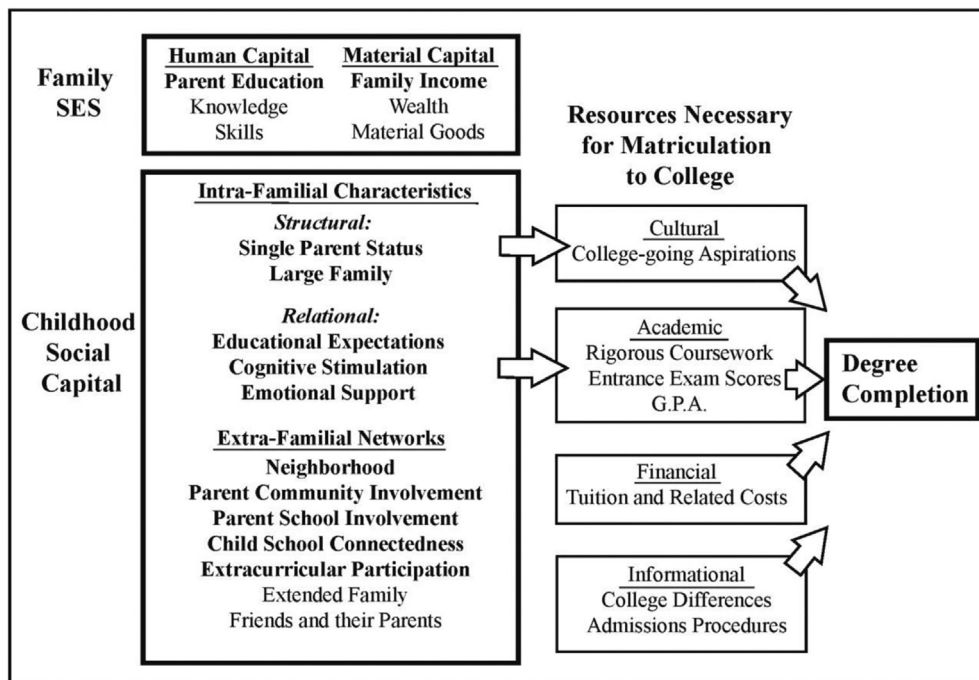 Family
SES
Human Capital
Parent Education
Knowledge
Skills
Material Capital
Family Income
Wealth
Material Goods
Childhood
Social
Capital
Intra-Familial Characteristics
Structural:
Single Parent Status
Large Family
Relational:
Educational Expectations
Cognitive Stimulation
Emotional Support
Extra-Familial Networks
Neighborhood
Parent Community Involvement
Parent School Involvement
Child School Connectedness
Extracurricular Participation
Extended Family
Friends and their Parents
Resources Necessary
for Matriculation
to College
Cultural
College-going Aspirations
Academic
Rigorous Coursework
Entrance Exam Scores
G.P.A.
Financial
Tuition and Related Costs
Informational
College Differences
Admissions Procedures
Degree
Completion